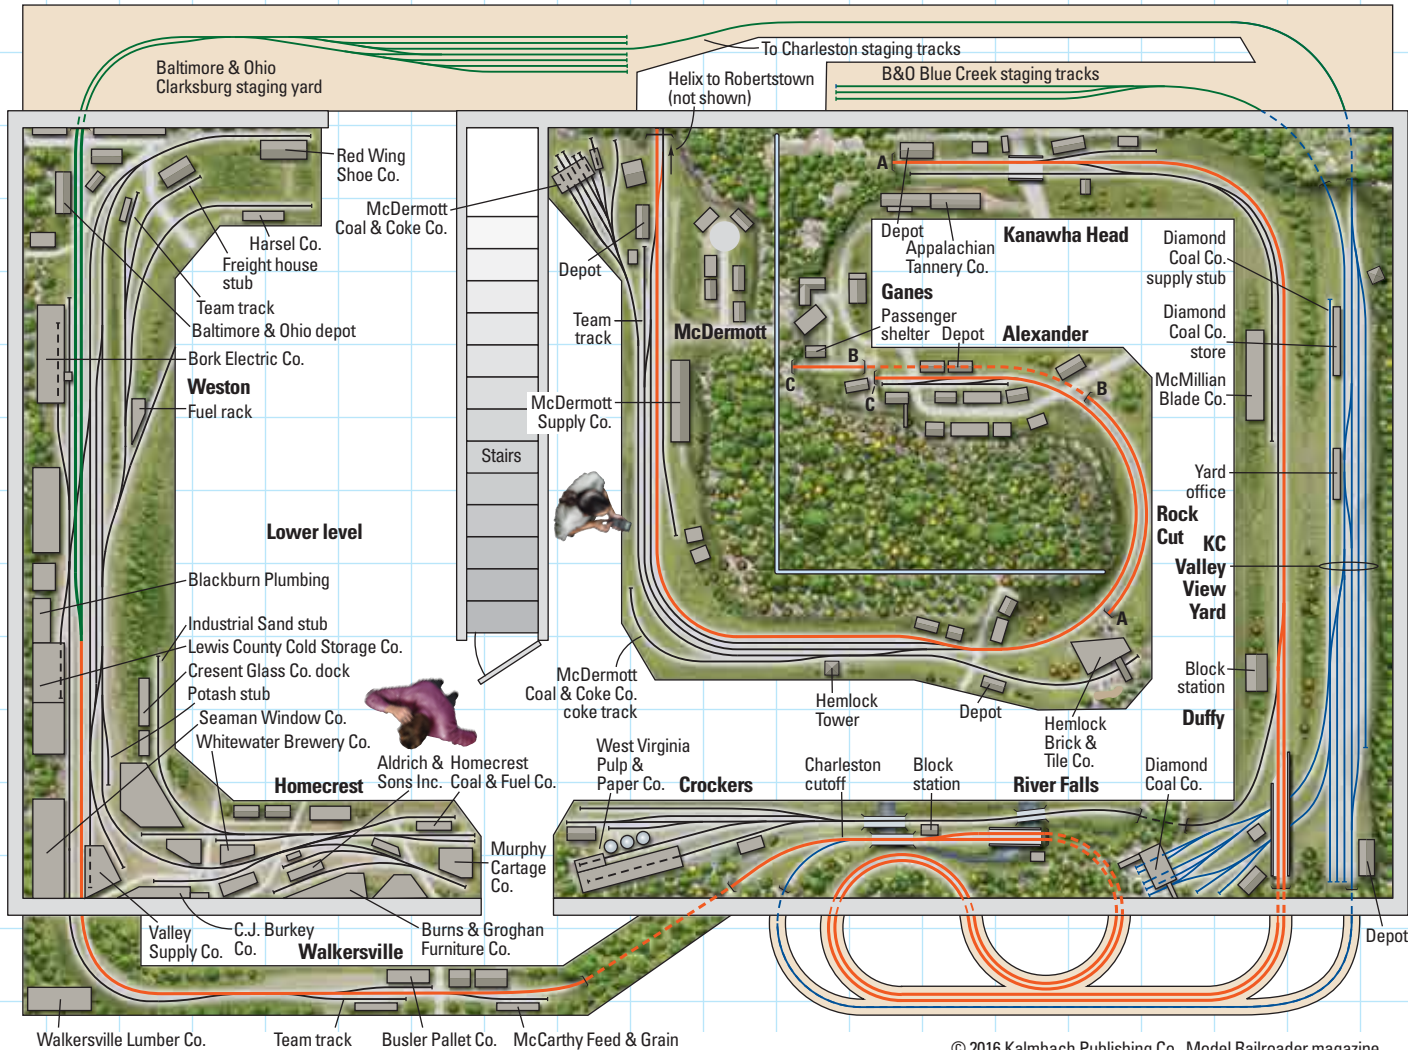 Baltimore & Ohio
Clarksburg staging yard
To Charleston staging tracks
B&O Blue Creek staging tracks
Helix to Robertstown
(not shown)
Red Wing
Shoe Co.
McDermott
Coal & Coke Co.
Harsel Co.
Freight house
stub
Team track
Baltimore & Ohio depot
Bork Electric Co.
Weston
Fuel rack
Depot
Team
track
McDermott
McDermott
Supply Co.
Stairs
A
Depot
Appalachian
Tannery Co.
Kanawha Head
Ganes
Passenger
shelter
Depot
Alexander
B
C
C
B
A
Diamond
Coal Co.
supply stub
Diamond
Coal Co.
store
McMillian
Blade Co.
Yard
office
Rock
Cut
KC
Valley
View
Yard
Lower level
Blackburn Plumbing
Industrial Sand stub
Lewis County Cold Storage Co.
Cresent Glass Co. dock
Potash stub
Seaman Window Co.
Whitewater Brewery Co.
Homecrest
Aldrich &
Sons Inc.
Homecrest
Coal & Fuel Co.
McDermott
Coal & Coke Co.
coke track
Hemlock
Tower
Depot
Hemlock
Brick &
Tile Co.
Block
station
Duffy
West Virginia
Pulp &
Paper Co.
Crockers
Charleston
cutoff
Block
station
River Falls
Diamond
Coal Co.
Murphy
Cartage
Co.
Valley
Supply Co.
C.J. Burkey
Co.
Walkersville
Burns & Groghan
Furniture Co.
Depot
Walkersville Lumber Co.
Team track
Busler Pallet Co.
McCarthy Feed & Grain
© 2016 Kalmbach Publishing Co., Model Railroader magazine